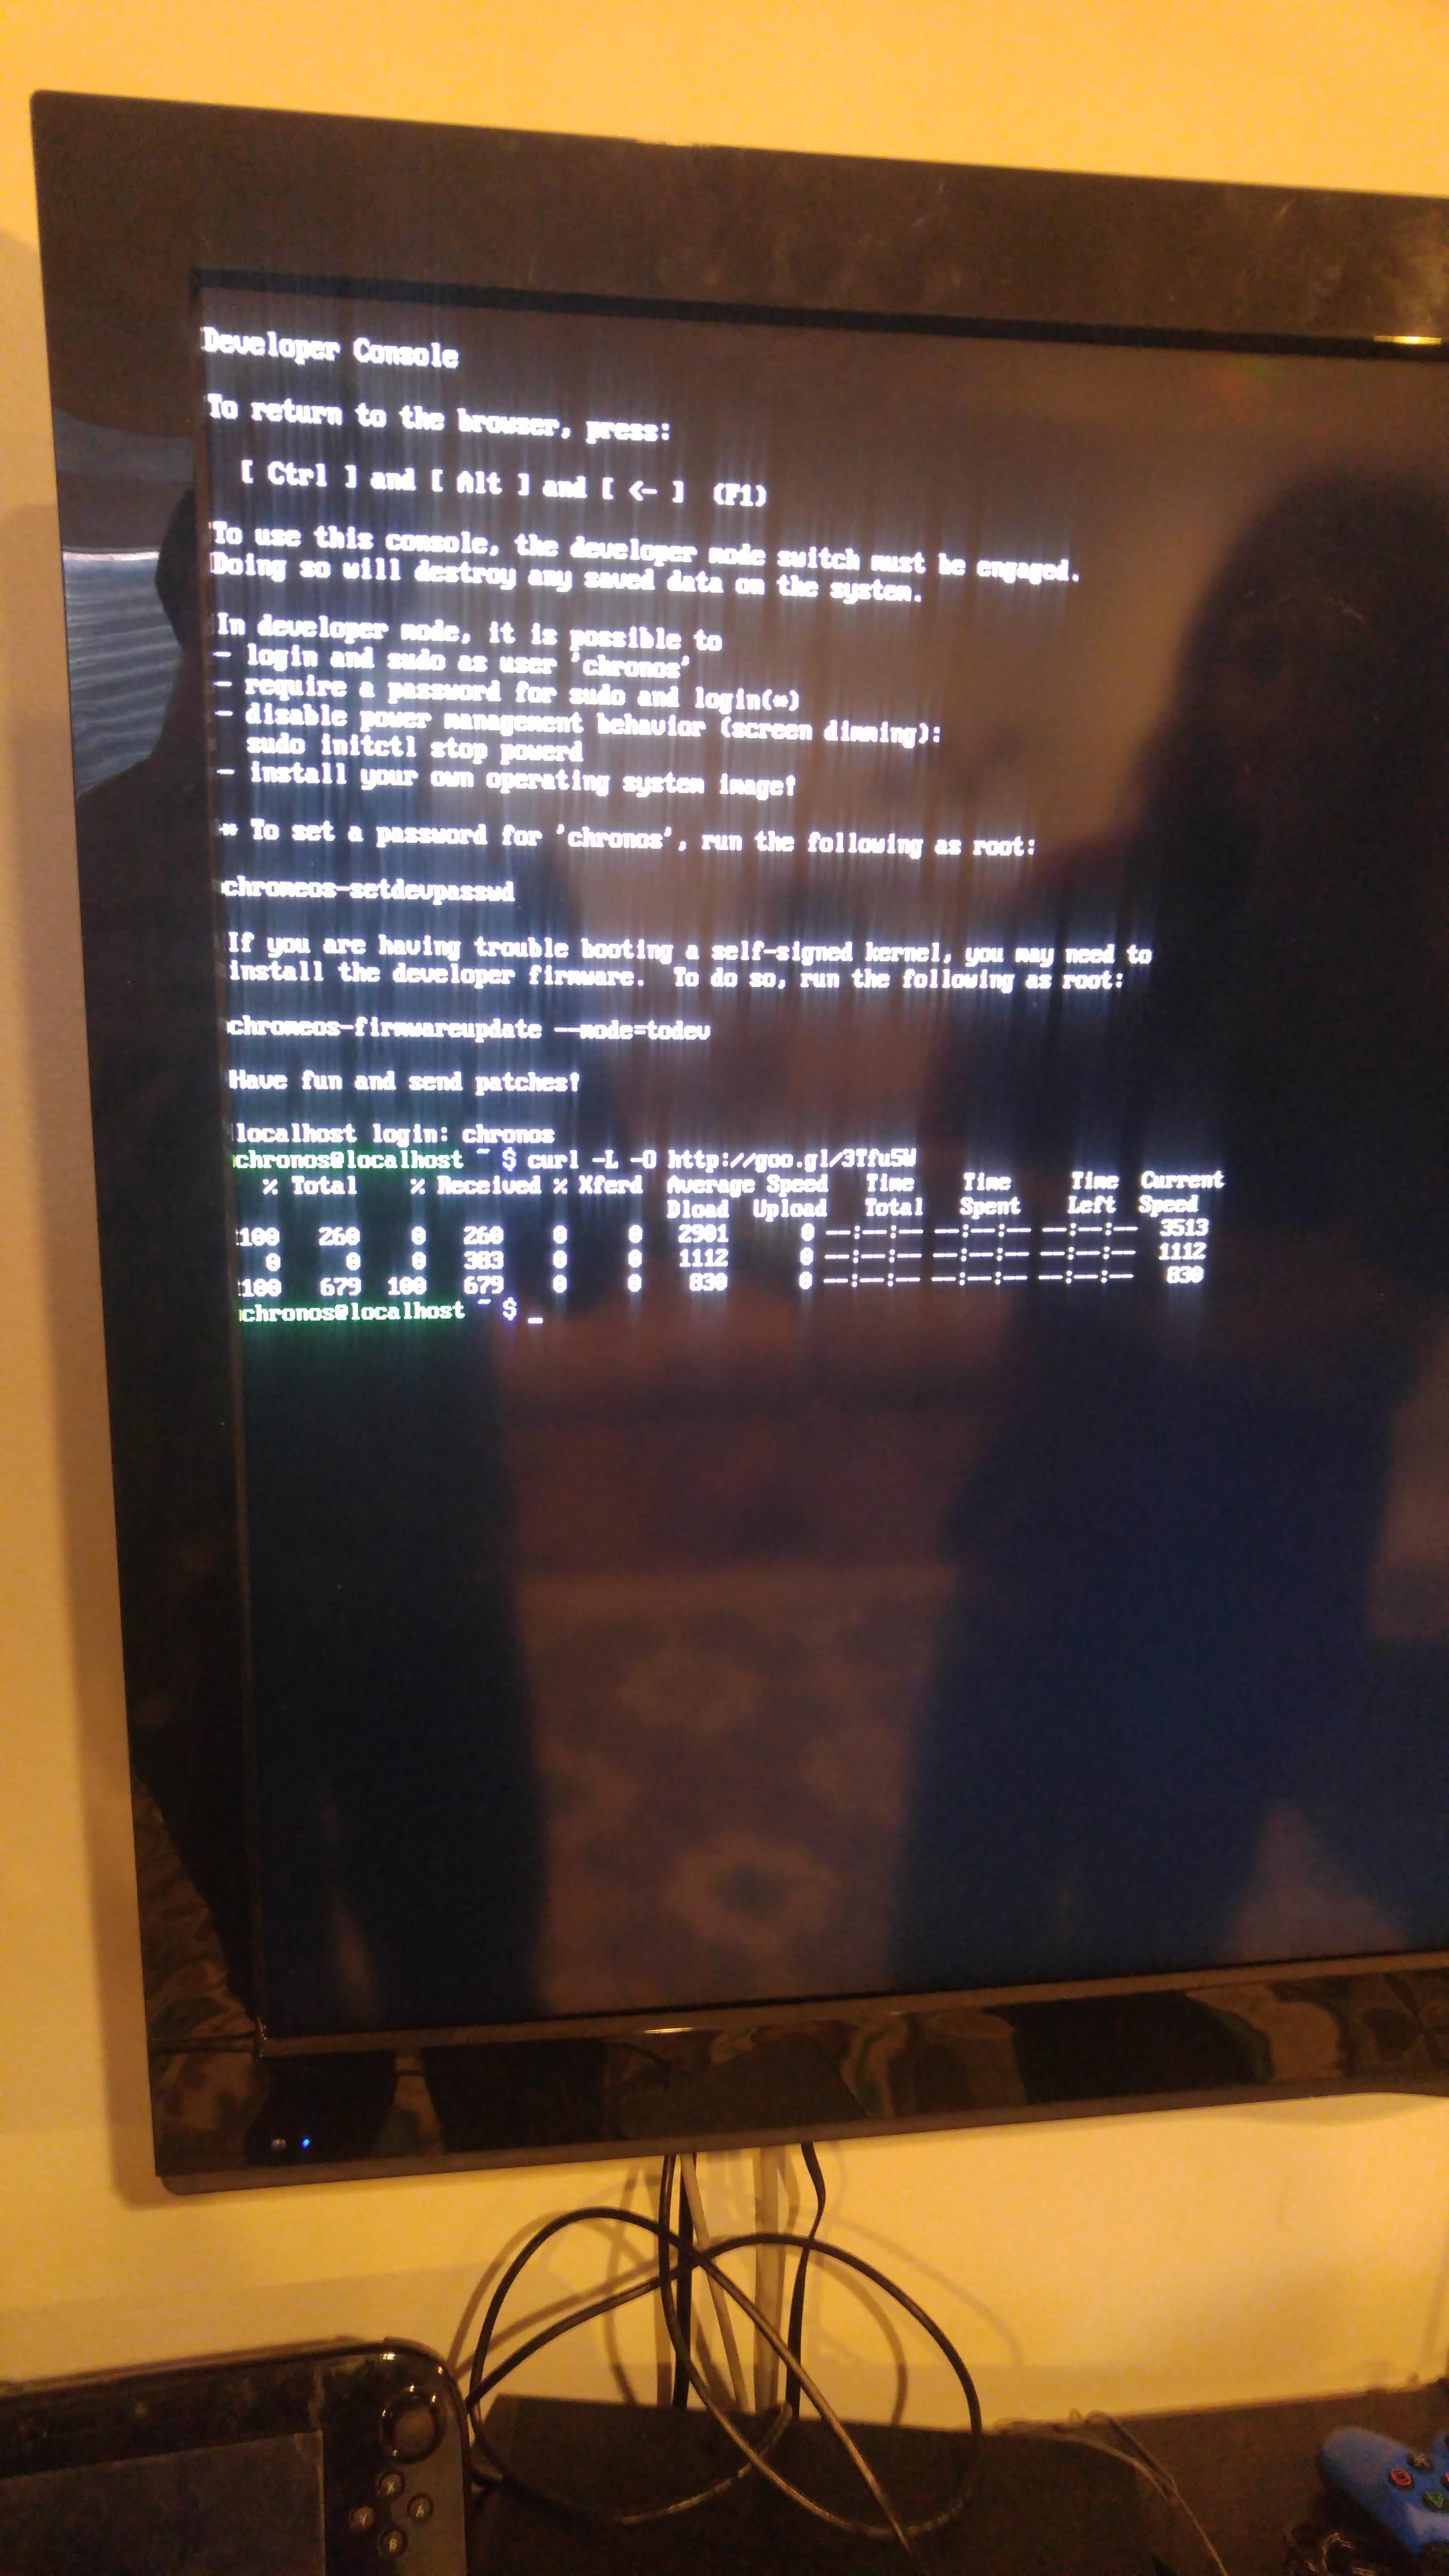 Developer Console
To return to the browser, press:
[ Ctrl ] and [ Alt ] and [ <- ] (F1)
To use this console, the developer mode switch must be engaged.
Doing so will destroy any saved data on the system.
In developer mode, it is possible to
- login and sudo as user 'chronos'
- require a password for sudo and login(*)
- disable power management behavior (screen dimming):
sudo initctl stop powerd
- install your own operating system image!
* To set a password for 'chronos', run the following as root:
chromeos-setdevpasswd
If you are having trouble booting a self-signed kernel, you may need to
install the developer firmware. To do so, run the following as root:
chromeos-firmwareupdate --mode=todev
Have fun and send patches!
localhost login: chronos
chronos@localhost ~ $ curl -L -O http://goo.gl/3Tfu5W
% Total % Received % Xferd Average Speed Time Time Time Current
Dload Upload Total Spent Left Speed
100 260 0 260 0 0 2901 0 --:--:-- --:--:-- --:--:-- 3513
0 0 0 383 0 0 1112 0 --:--:-- --:--:-- --:--:-- 1112
100 679 100 679 0 0 830 0 --:--:-- --:--:-- --:--:-- 830
chronos@localhost ~ $ _
X
Y A
B